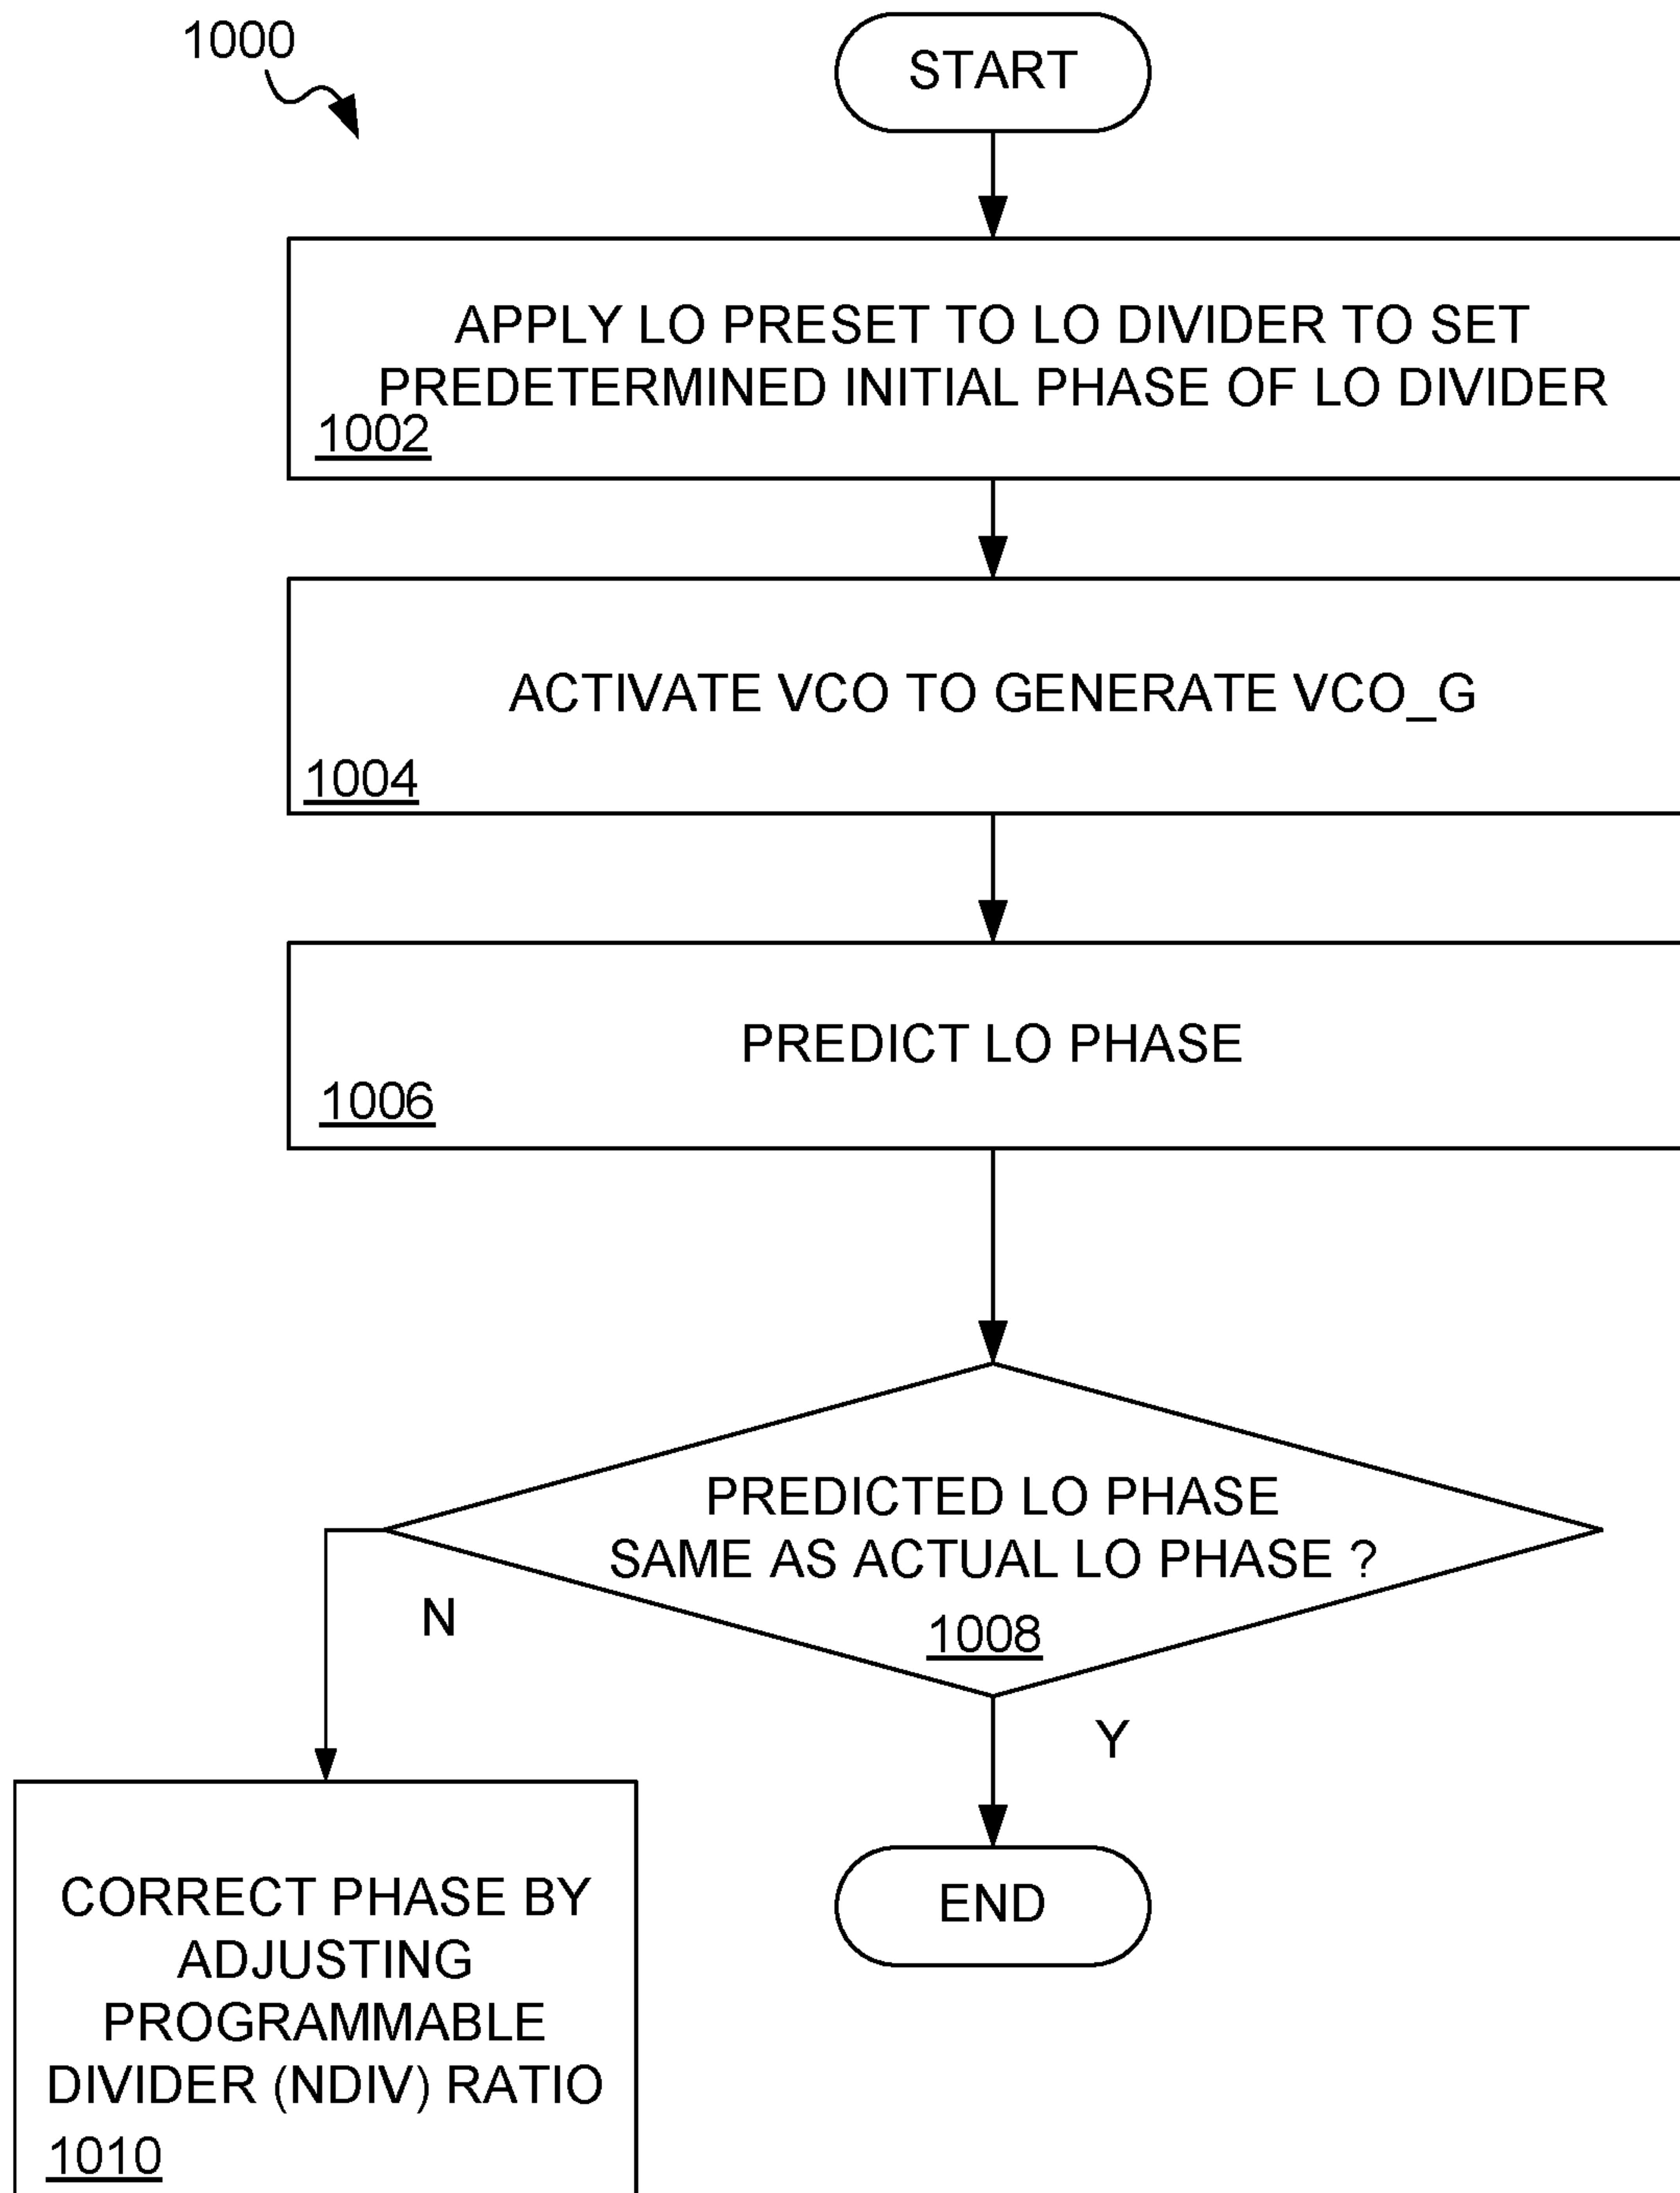 1000
START
APPLY LO PRESET TO LO DIVIDER TO SET
PREDETERMINED INITIAL PHASE OF LO DIVIDER
1002
ACTIVATE VCO TO GENERATE VCO_G
1004
PREDICT LO PHASE
1006
PREDICTED LO PHASE
SAME AS ACTUAL LO PHASE ?
1008
N
Y
CORRECT PHASE BY
ADJUSTING
PROGRAMMABLE
DIVIDER (NDIV) RATIO
1010
END